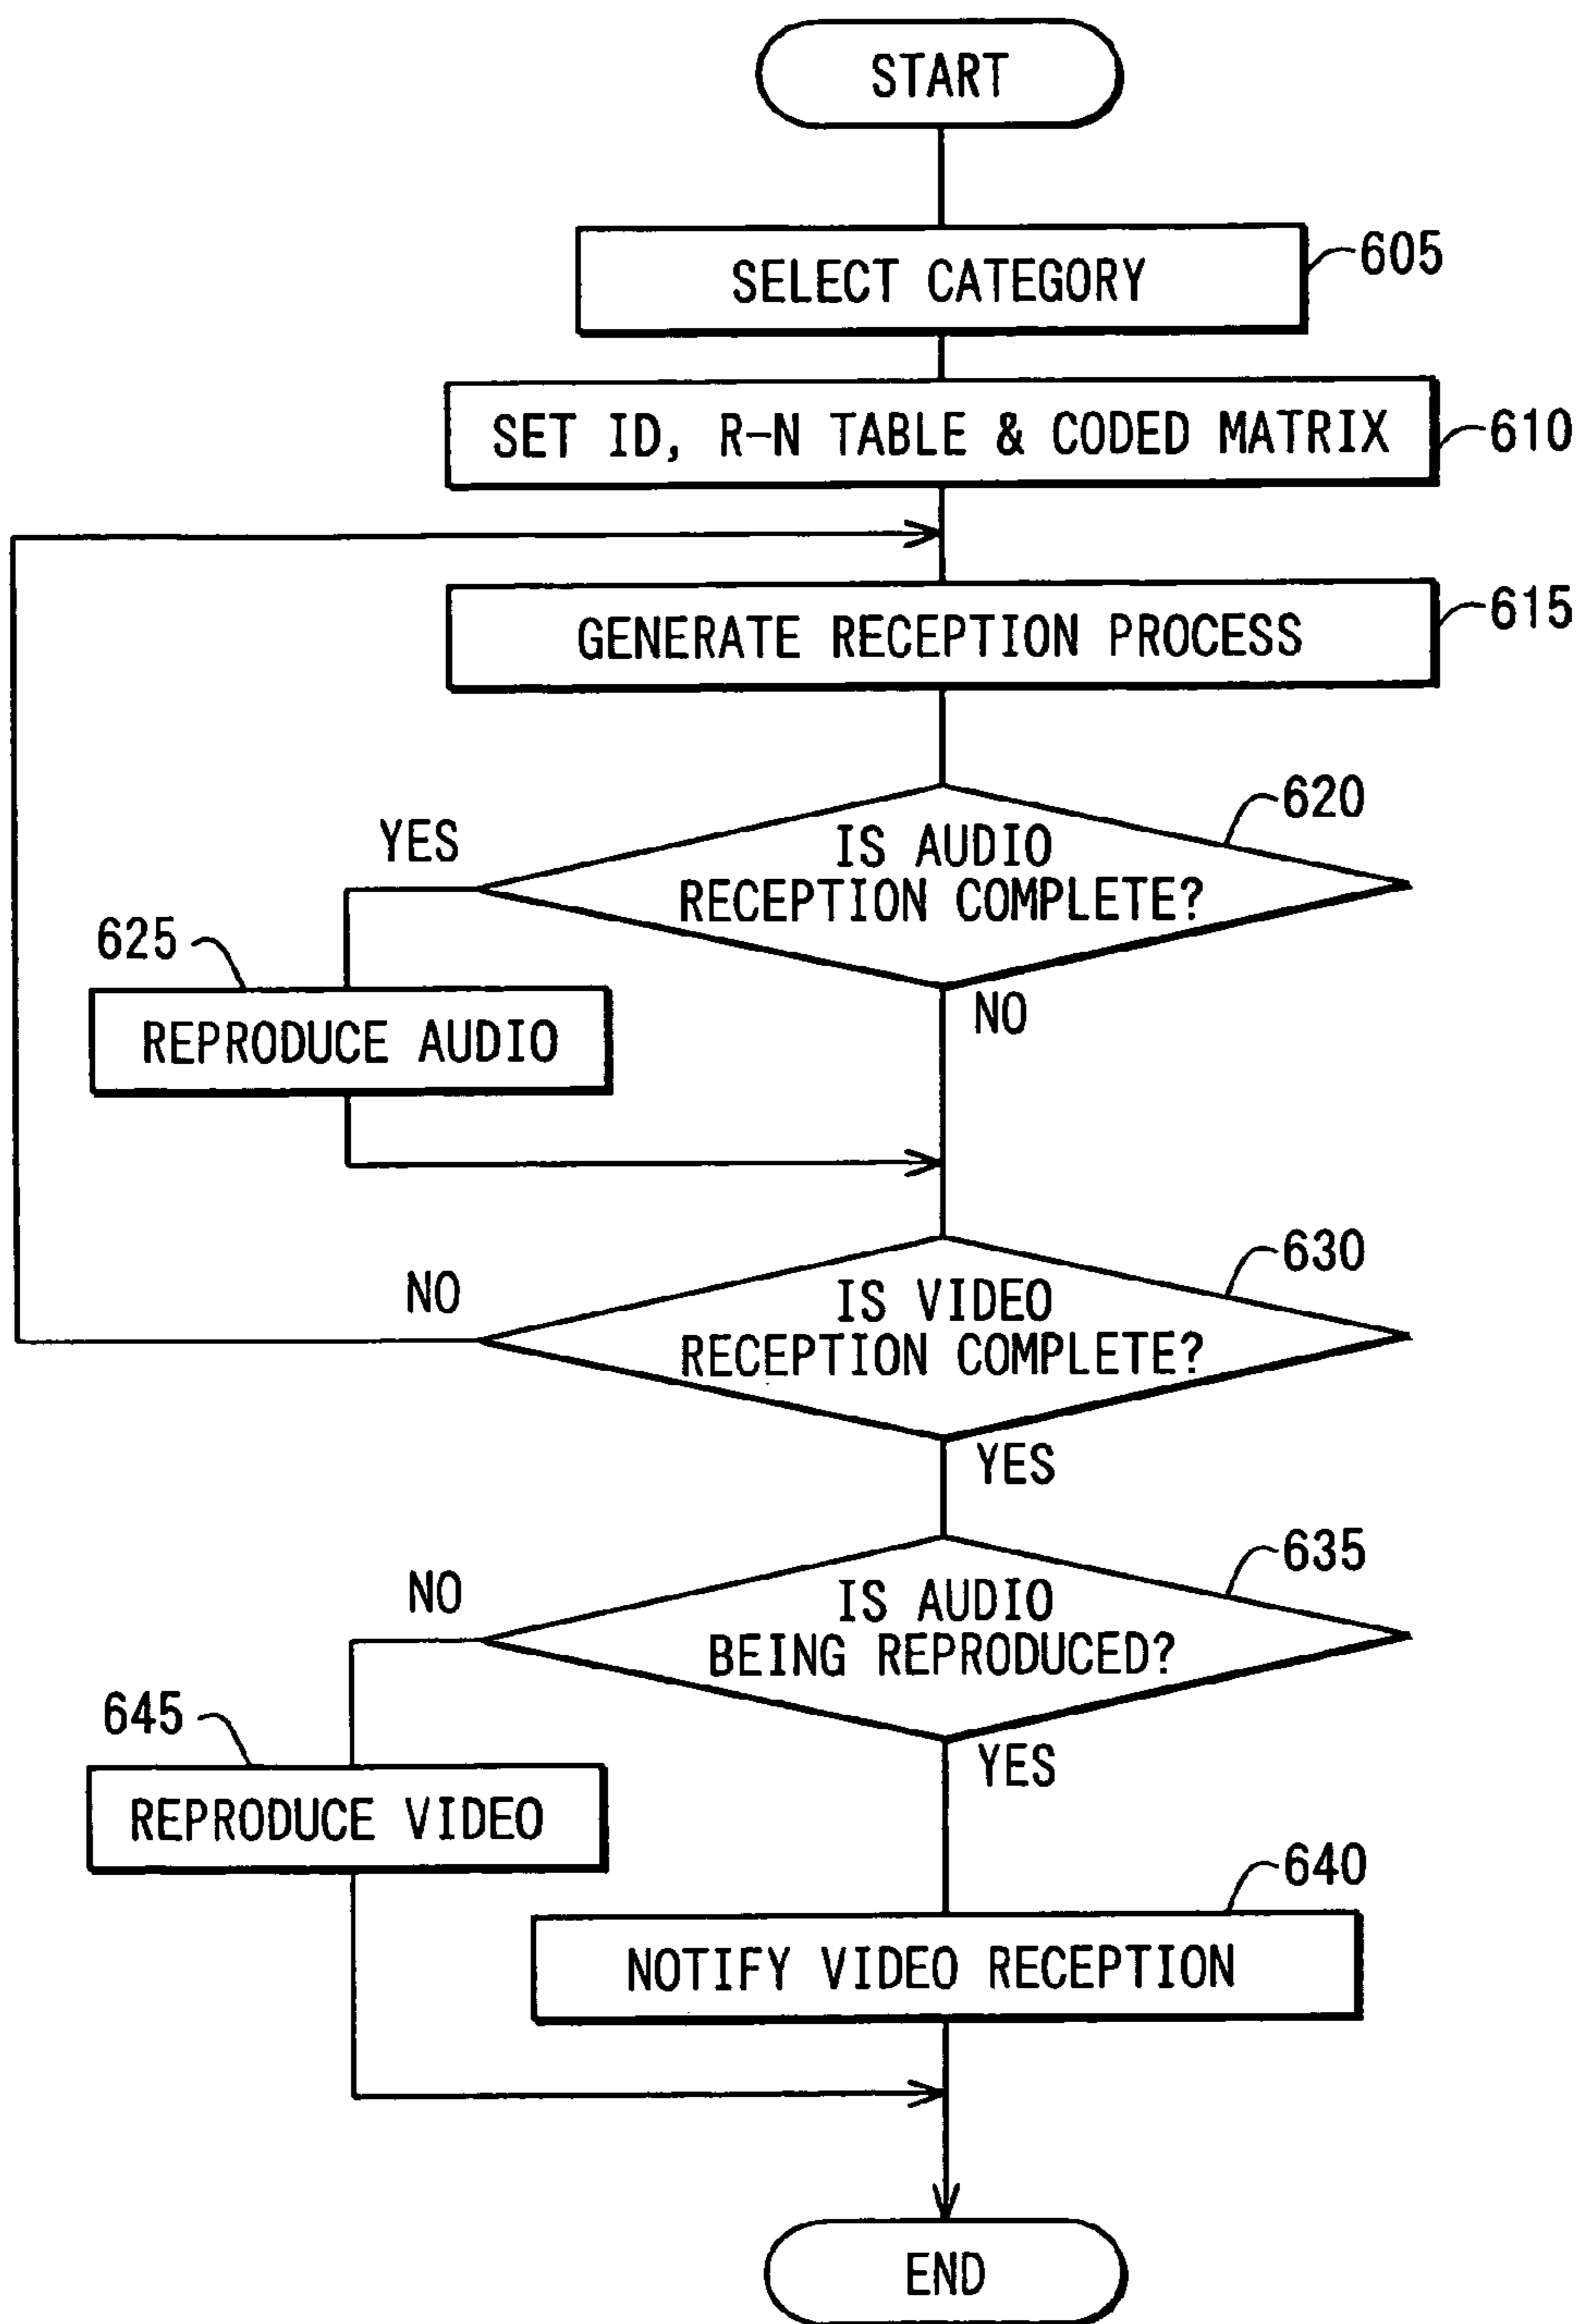 START
SELECT CATEGORY
605
SET ID, R-N TABLE & CODED MATRIX
610
GENERATE RECEPTION PROCESS
615
620
YES
IS AUDIO
RECEPTION COMPLETE?
625
NO
REPRODUCE AUDIO
630
NO
IS VIDEO
RECEPTION COMPLETE?
YES
635
NO
IS AUDIO
BEING REPRODUCED?
645
YES
REPRODUCE VIDEO
640
NOTIFY VIDEO RECEPTION
END